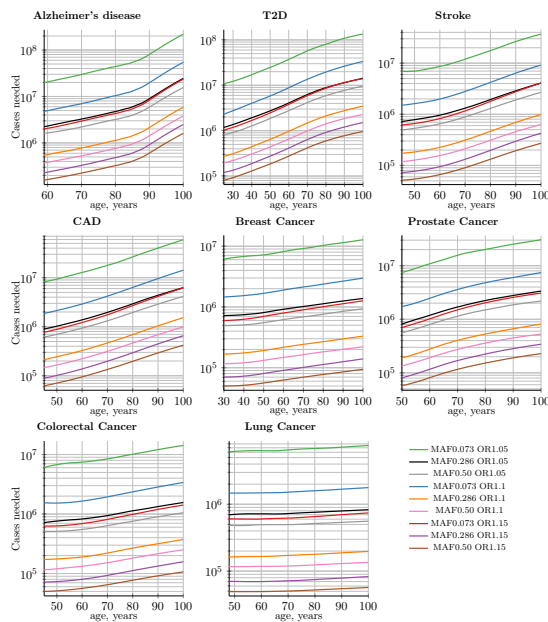 Alzheimer's disease
T2D
Stroke
Cases needed
10^8
10^6
60 70 80 90 100
age, years
10^8
10^7
10^6
10^5
30 40 50 60 70 80 90 100
age, years
10^7
10^6
10^5
50 60 70 80 90 100
age, years
CAD
Breast Cancer
Prostate Cancer
Cases needed
10^7
10^6
10^5
50 60 70 80 90 100
age, years
10^7
10^6
10^5
30 40 50 60 70 80 90 100
age, years
10^7
10^6
10^5
50 60 70 80 90 100
age, years
Colorectal Cancer
Lung Cancer
Cases needed
10^7
10^6
10^5
50 60 70 80 90 100
age, years
10^6
10^5
50 60 70 80 90 100
age, years
MAF0.073 OR1.05
MAF0.286 OR1.05
MAF0.50 OR1.05
MAF0.073 OR1.1
MAF0.286 OR1.1
MAF0.50 OR1.1
MAF0.073 OR1.15
MAF0.286 OR1.15
MAF0.50 OR1.15